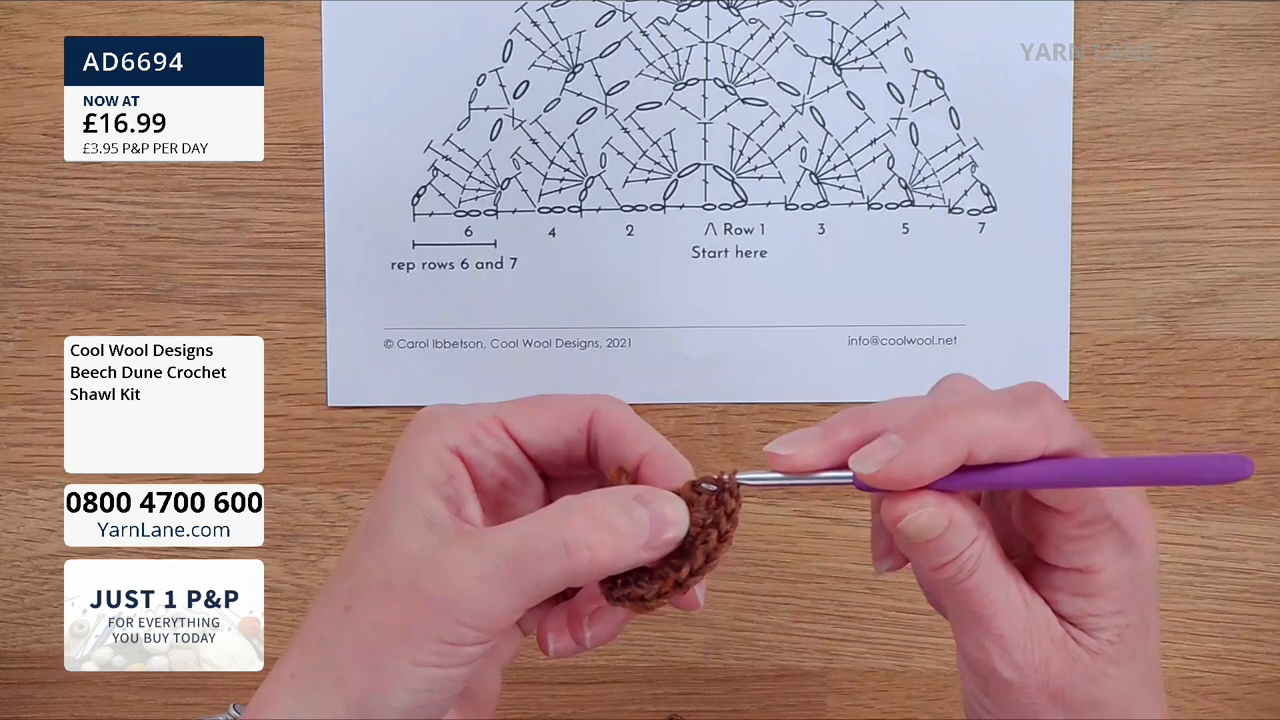 AD6694
NOW AT
£16.99
£3.95 P&P PER DAY
YARN LANE
6 4 2 Λ Row 1 3 5 7
Start here
rep rows 6 and 7
© Carol Ibbetson, Cool Wool Designs, 2021
info@coolwool.net
Cool Wool Designs
Beech Dune Crochet
Shawl Kit
0800 4700 600
YarnLane.com
JUST 1 P&P
FOR EVERYTHING
YOU BUY TODAY